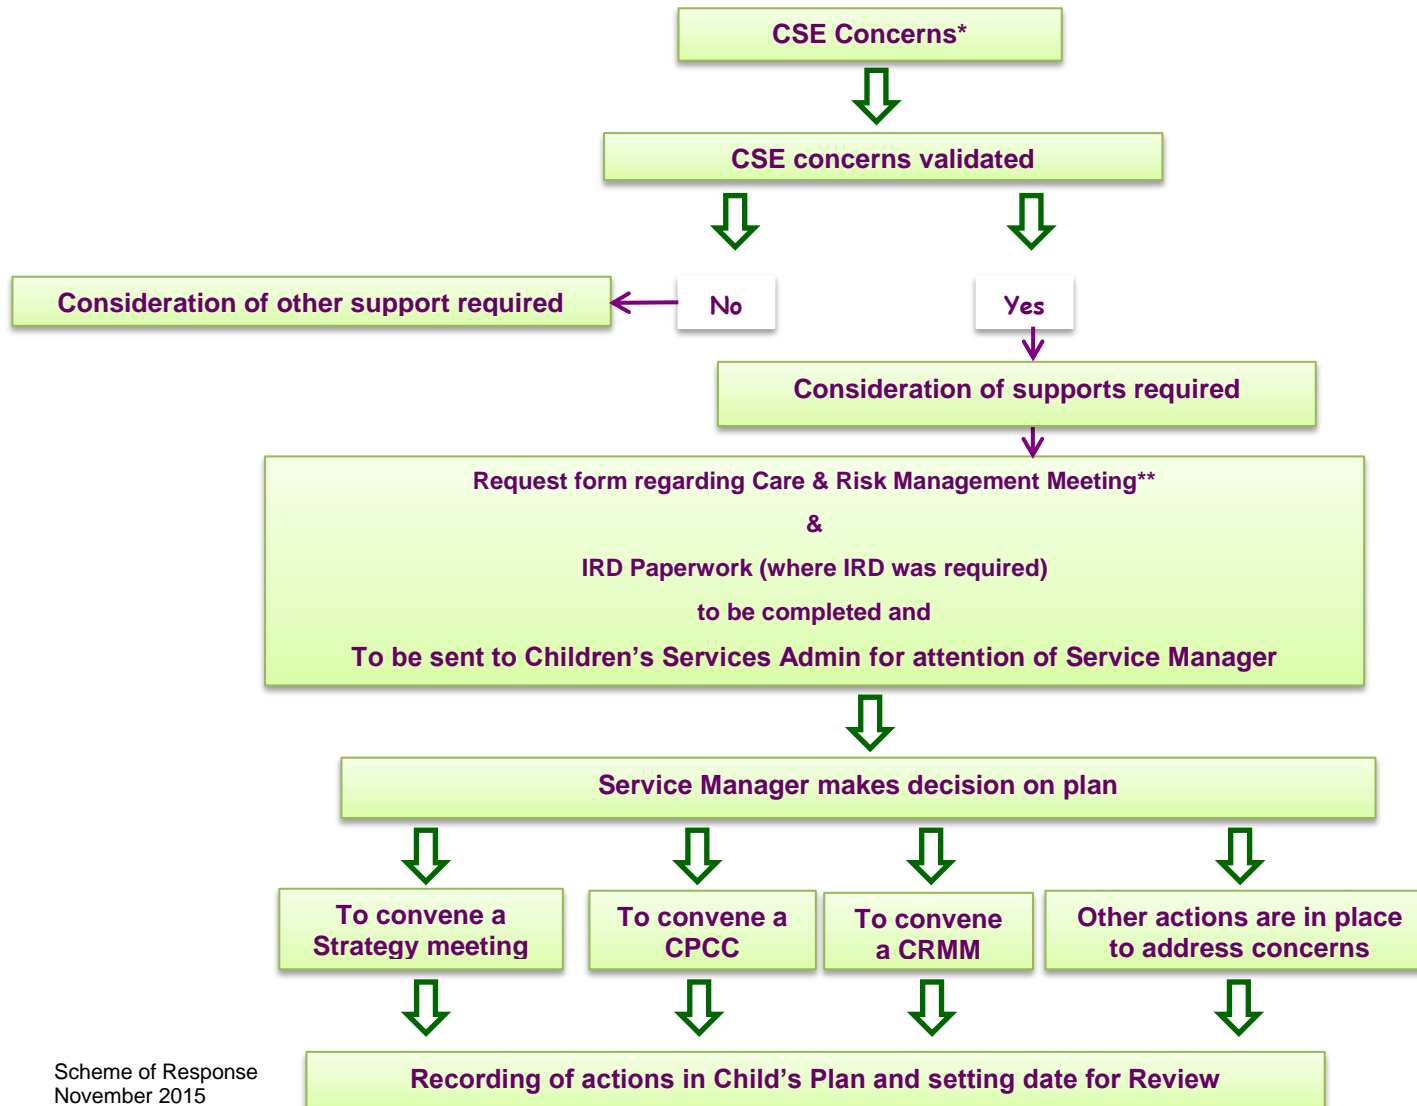 CSE Concerns*
CSE concerns validated
No
Yes
Consideration of other support required
Consideration of supports required
Request form regarding Care & Risk Management Meeting**
&
IRD Paperwork (where IRD was required)
to be completed and
To be sent to Children’s Services Admin for attention of Service Manager
Service Manager makes decision on plan
To convene a
Strategy meeting
To convene a
CPCC
To convene
a CRMM
Other actions are in place
to address concerns
Recording of actions in Child’s Plan and setting date for Review
Scheme of Response
November 2015